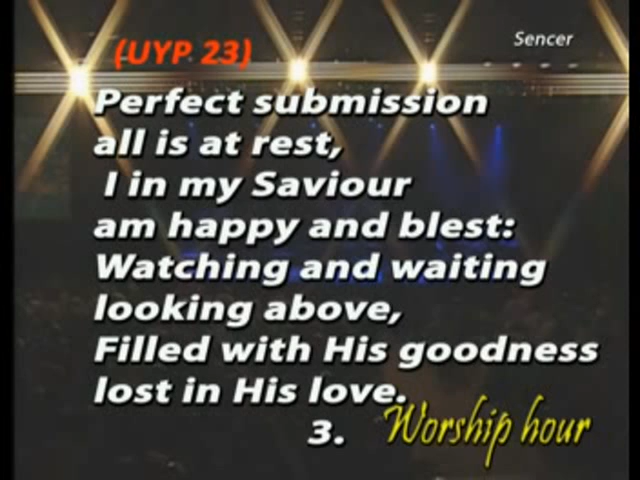 (UYP 23)
Sencer
Perfect submission
all is at rest,
I in my Saviour
am happy and blest:
Watching and waiting
looking above,
Filled with His goodness
lost in His love.
3.
Worship hour